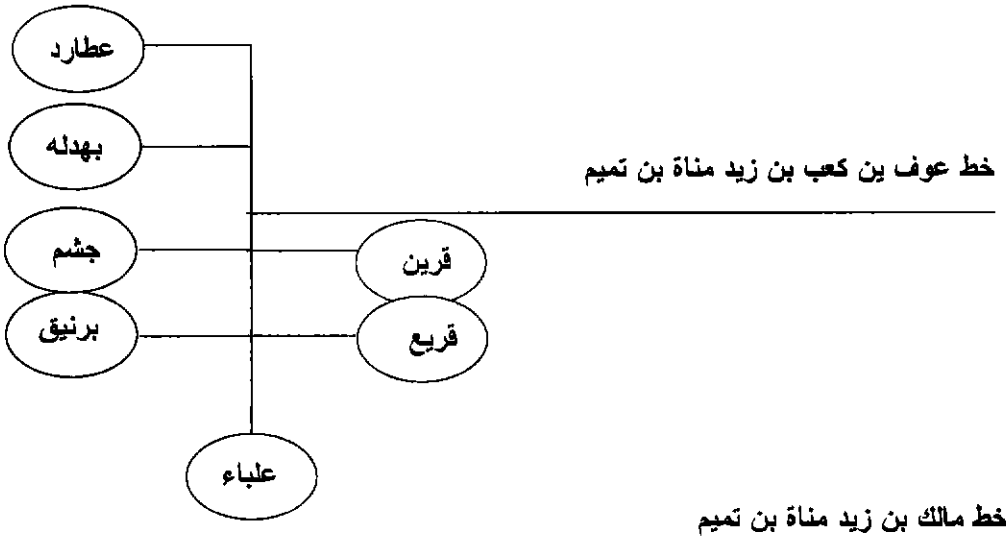 عطارد
بهدله
خط عوف ين كعب بن زيد مناة بن تميم
قرين
جشم
قريع
برنيق
علباء
خط مالك بن زيد مناة بن تميم